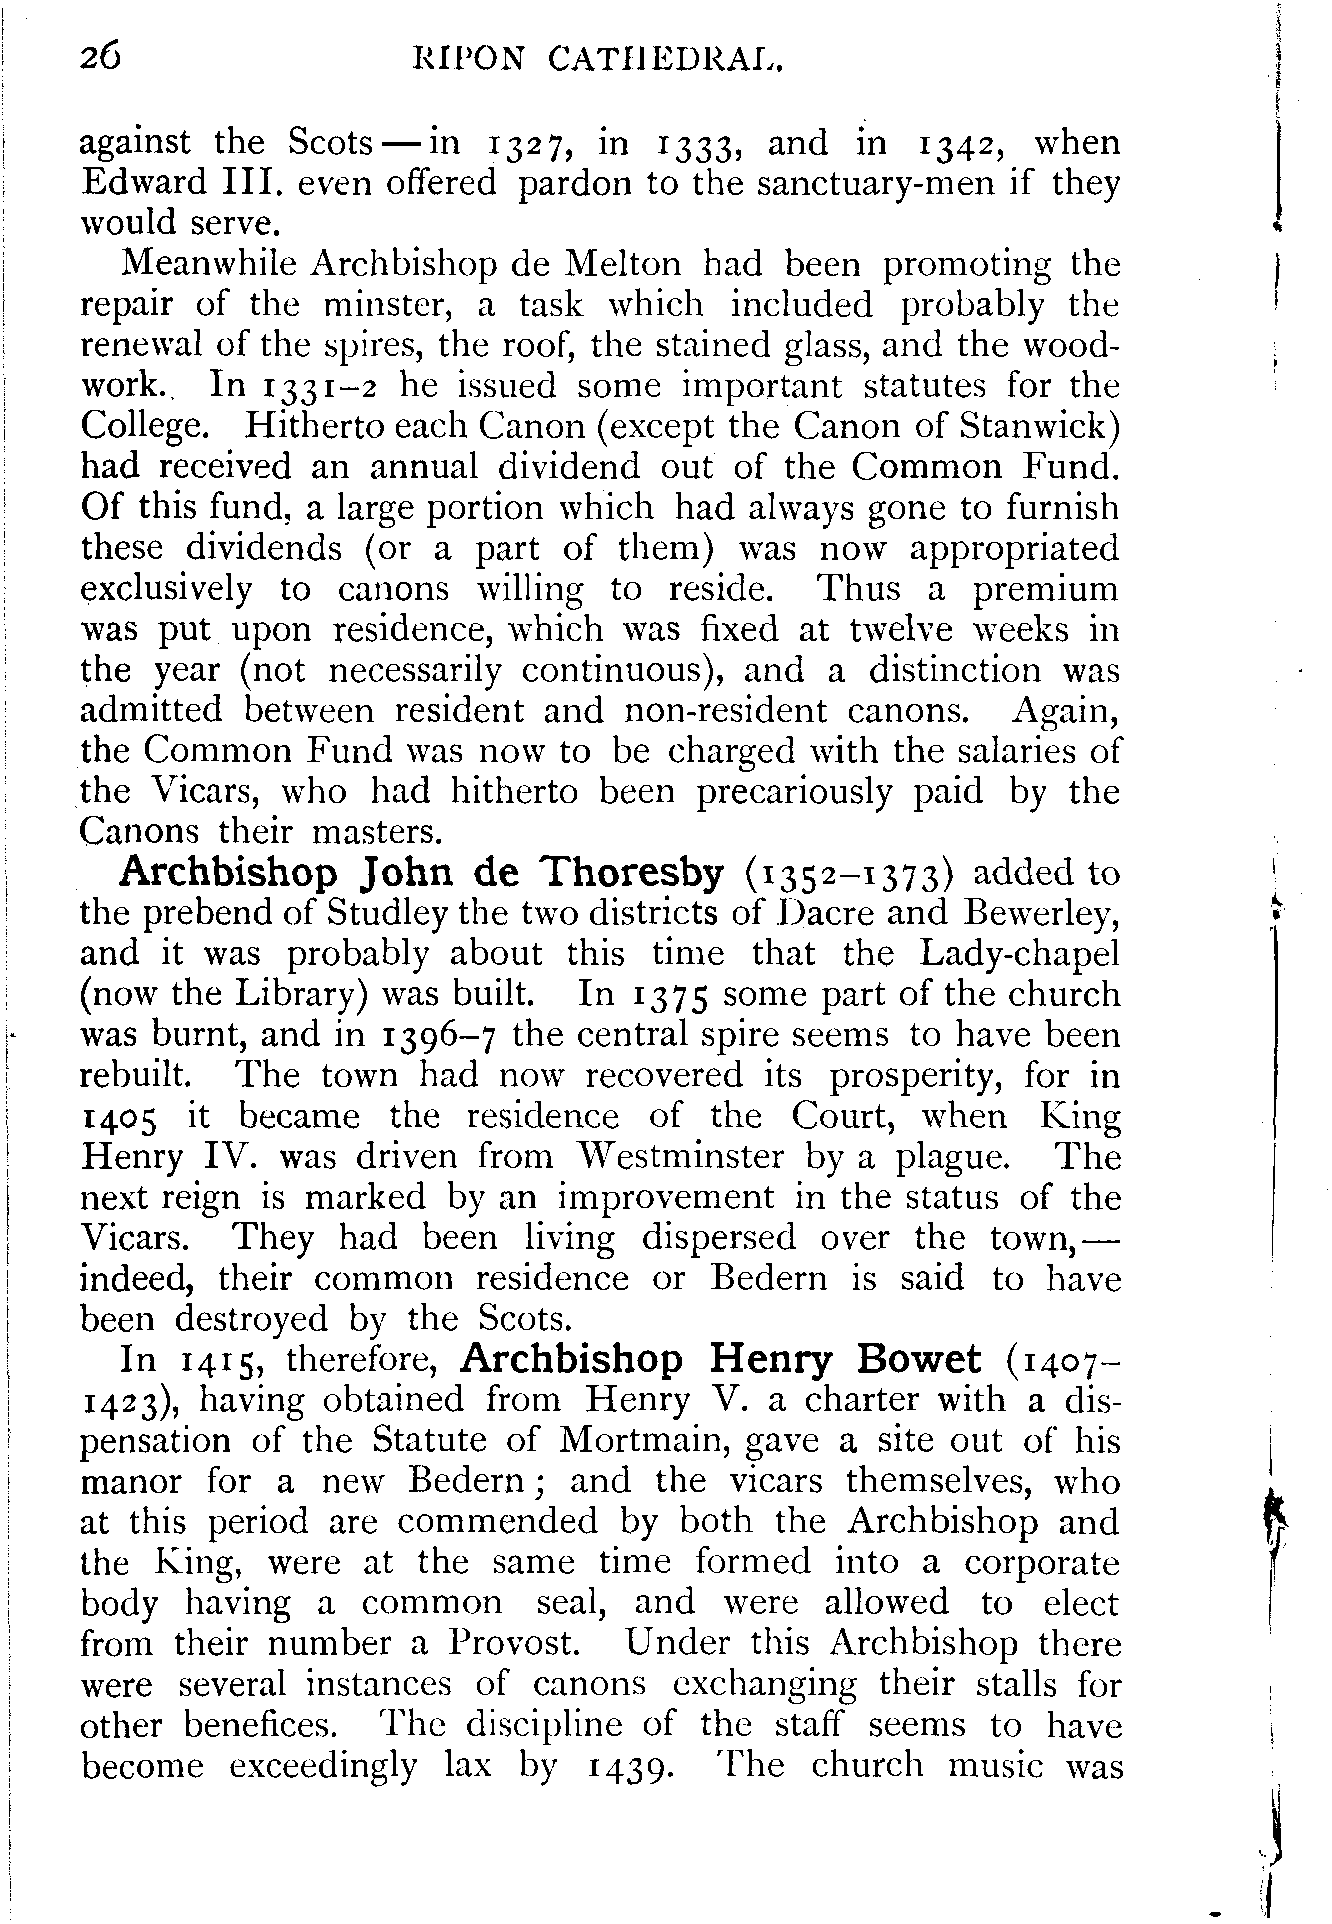 26 RIPON CATHEDRAL.
against the Scots — in 1327, in 1333, and in 1342, when
Edward III. even offered pardon to the sanctuary-men if they
would serve.
Meanwhile Archbishop de Melton had been promoting the
repair of the minster, a task which included probably the
renewal of the spires, the roof, the stained glass, and the wood-
work. In 1331–2 he issued some important statutes for the
College. Hitherto each Canon (except the Canon of Stanwick)
had received an annual dividend out of the Common Fund.
Of this fund, a large portion which had always gone to furnish
these dividends (or a part of them) was now appropriated
exclusively to canons willing to reside. Thus a premium
was put upon residence, which was fixed at twelve weeks in
the year (not necessarily continuous), and a distinction was
admitted between resident and non-resident canons. Again,
the Common Fund was now to be charged with the salaries of
the Vicars, who had hitherto been precariously paid by the
Canons their masters.
Archbishop John de Thoresby (1352–1373) added to
the prebend of Studley the two districts of Dacre and Bewerley,
and it was probably about this time that the Lady-chapel
(now the Library) was built. In 1375 some part of the church
was burnt, and in 1396–7 the central spire seems to have been
rebuilt. The town had now recovered its prosperity, for in
1405 it became the residence of the Court, when King
Henry IV. was driven from Westminster by a plague. The
next reign is marked by an improvement in the status of the
Vicars. They had been living dispersed over the town,—
indeed, their common residence or Bedern is said to have
been destroyed by the Scots.
In 1415, therefore, Archbishop Henry Bowet (1407–
1423), having obtained from Henry V. a charter with a dis-
pensation of the Statute of Mortmain, gave a site out of his
manor for a new Bedern ; and the vicars themselves, who
at this period are commended by both the Archbishop and
the King, were at the same time formed into a corporate
body having a common seal, and were allowed to elect
from their number a Provost. Under this Archbishop there
were several instances of canons exchanging their stalls for
other benefices. The discipline of the staff seems to have
become exceedingly lax by 1439. The church music was